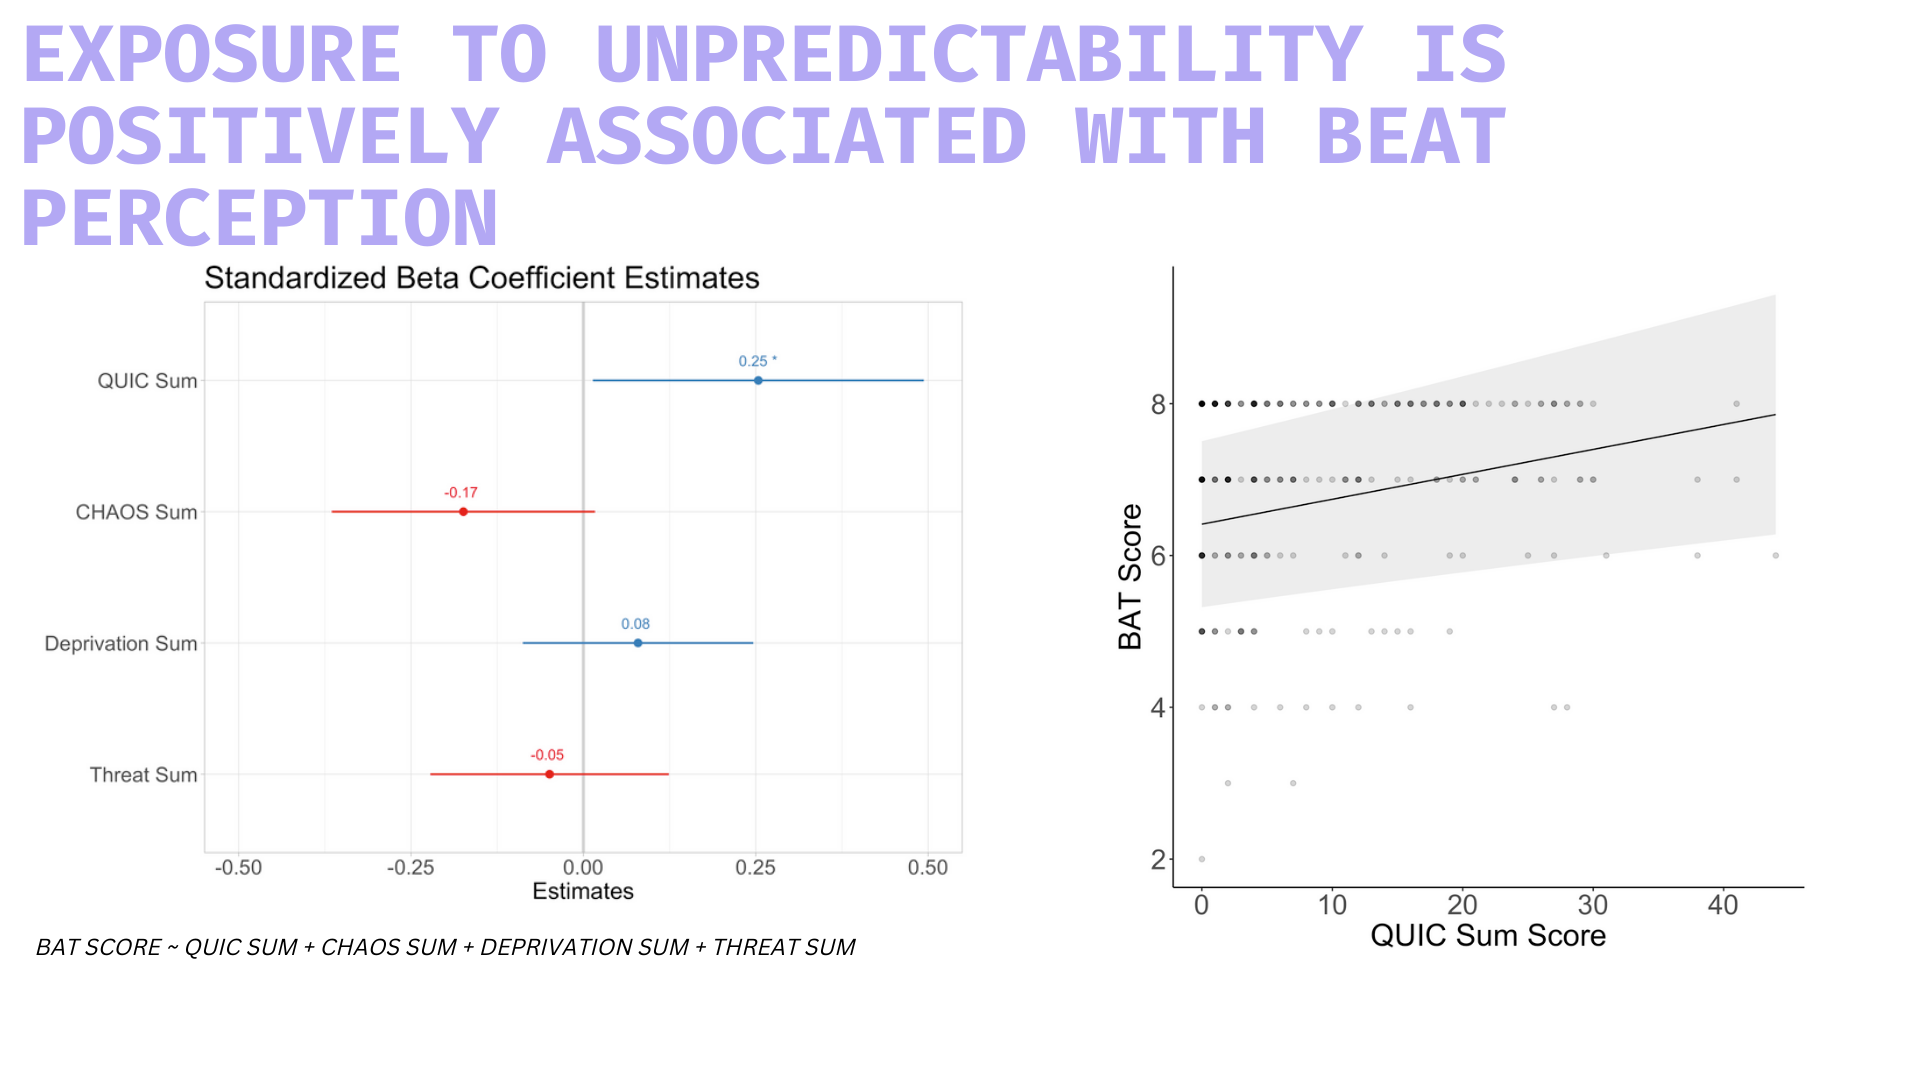 EXPOSURE TO UNPREDICTABILITY IS
POSITIVELY ASSOCIATED WITH BEAT
PERCEPTION
Standardized Beta Coefficient Estimates
QUIC Sum
0.25 *
CHAOS Sum
-0.17
Deprivation Sum
0.08
Threat Sum
-0.05
-0.50 -0.25 0.00 0.25 0.50
Estimates
BAT SCORE ~ QUIC SUM + CHAOS SUM + DEPRIVATION SUM + THREAT SUM
BAT Score
8
6
4
2
0 10 20 30 40
QUIC Sum Score